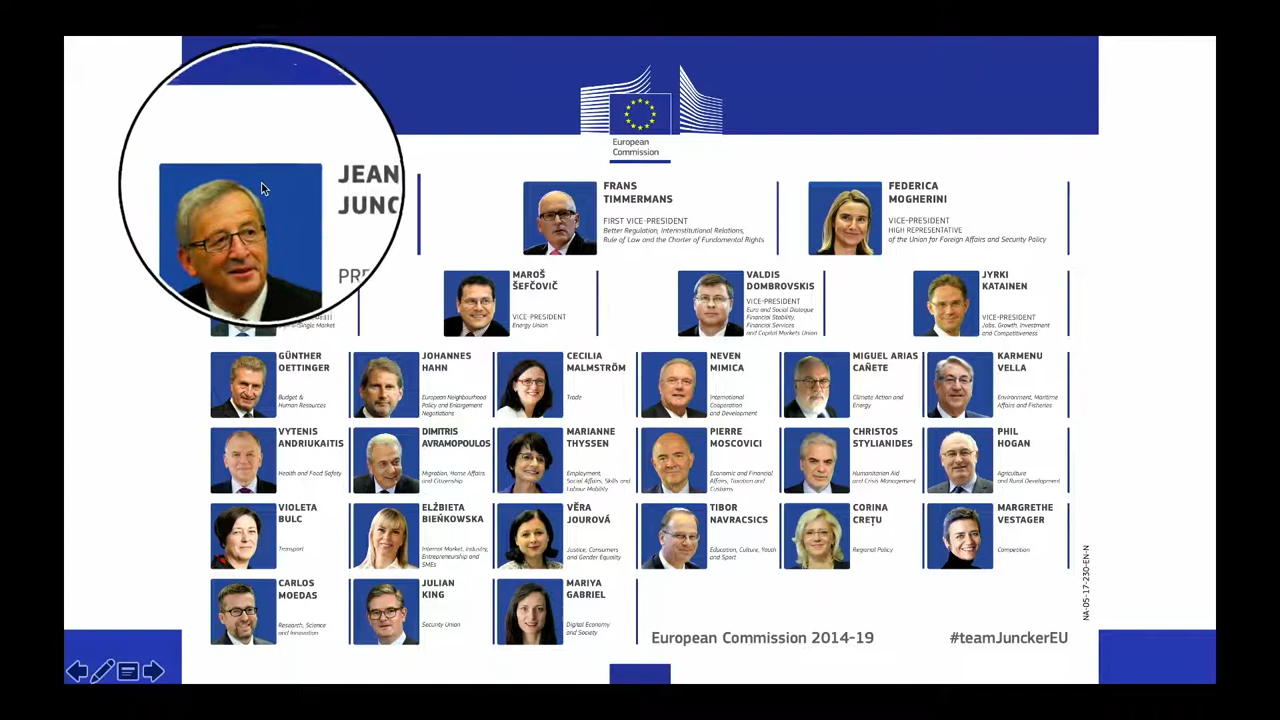 European
Commission
JEAN
JUNC
PRE
FRANS
TIMMERMANS
FIRST VICE-PRESIDENT
Better Regulation, Interinstitutional Relations,
Rule of Law and the Charter of Fundamental Rights
FEDERICA
MOGHERINI
VICE-PRESIDENT
HIGH REPRESENTATIVE
of the Union for Foreign Affairs and Security Policy
Single Market
MAROŠ
ŠEFČOVIČ
VICE-PRESIDENT
Energy Union
VALDIS
DOMBROVSKIS
VICE-PRESIDENT
Euro and Social Dialogue
Financial Stability,
Financial Services
and Capital Markets Union
JYRKI
KATAINEN
VICE-PRESIDENT
Jobs, Growth, Investment
and Competitiveness
GÜNTHER
OETTINGER
Budget &
Human Resources
JOHANNES
HAHN
European Neighbourhood
Policy and Enlargement
Negotiations
CECILIA
MALMSTRÖM
Trade
NEVEN
MIMICA
International
Cooperation
and Development
MIGUEL ARIAS
CAÑETE
Climate Action and
Energy
KARMENU
VELLA
Environment, Maritime
Affairs and Fisheries
VYTENIS
ANDRIUKAITIS
Health and Food Safety
DIMITRIS
AVRAMOPOULOS
Migration, Home Affairs
and Citizenship
MARIANNE
THYSSEN
Employment,
Social Affairs, Skills and
Labour Mobility
PIERRE
MOSCOVICI
Economic and Financial
Affairs, Taxation and
Customs
CHRISTOS
STYLIANIDES
Humanitarian Aid
and Crisis Management
PHIL
HOGAN
Agriculture
and Rural Development
VIOLETA
BULC
Transport
ELŻBIETA
BIEŃKOWSKA
Internal Market, Industry,
Entrepreneurship and
SMEs
VĚRA
JOUROVÁ
Justice, Consumers
and Gender Equality
TIBOR
NAVRACSICS
Education, Culture, Youth
and Sport
CORINA
CREȚU
Regional Policy
MARGRETHE
VESTAGER
Competition
CARLOS
MOEDAS
Research, Science
and Innovation
JULIAN
KING
Security Union
MARIYA
GABRIEL
Digital Economy
and Society
European Commission 2014-19
#teamJunckerEU
NA-05-17-230-EN-N